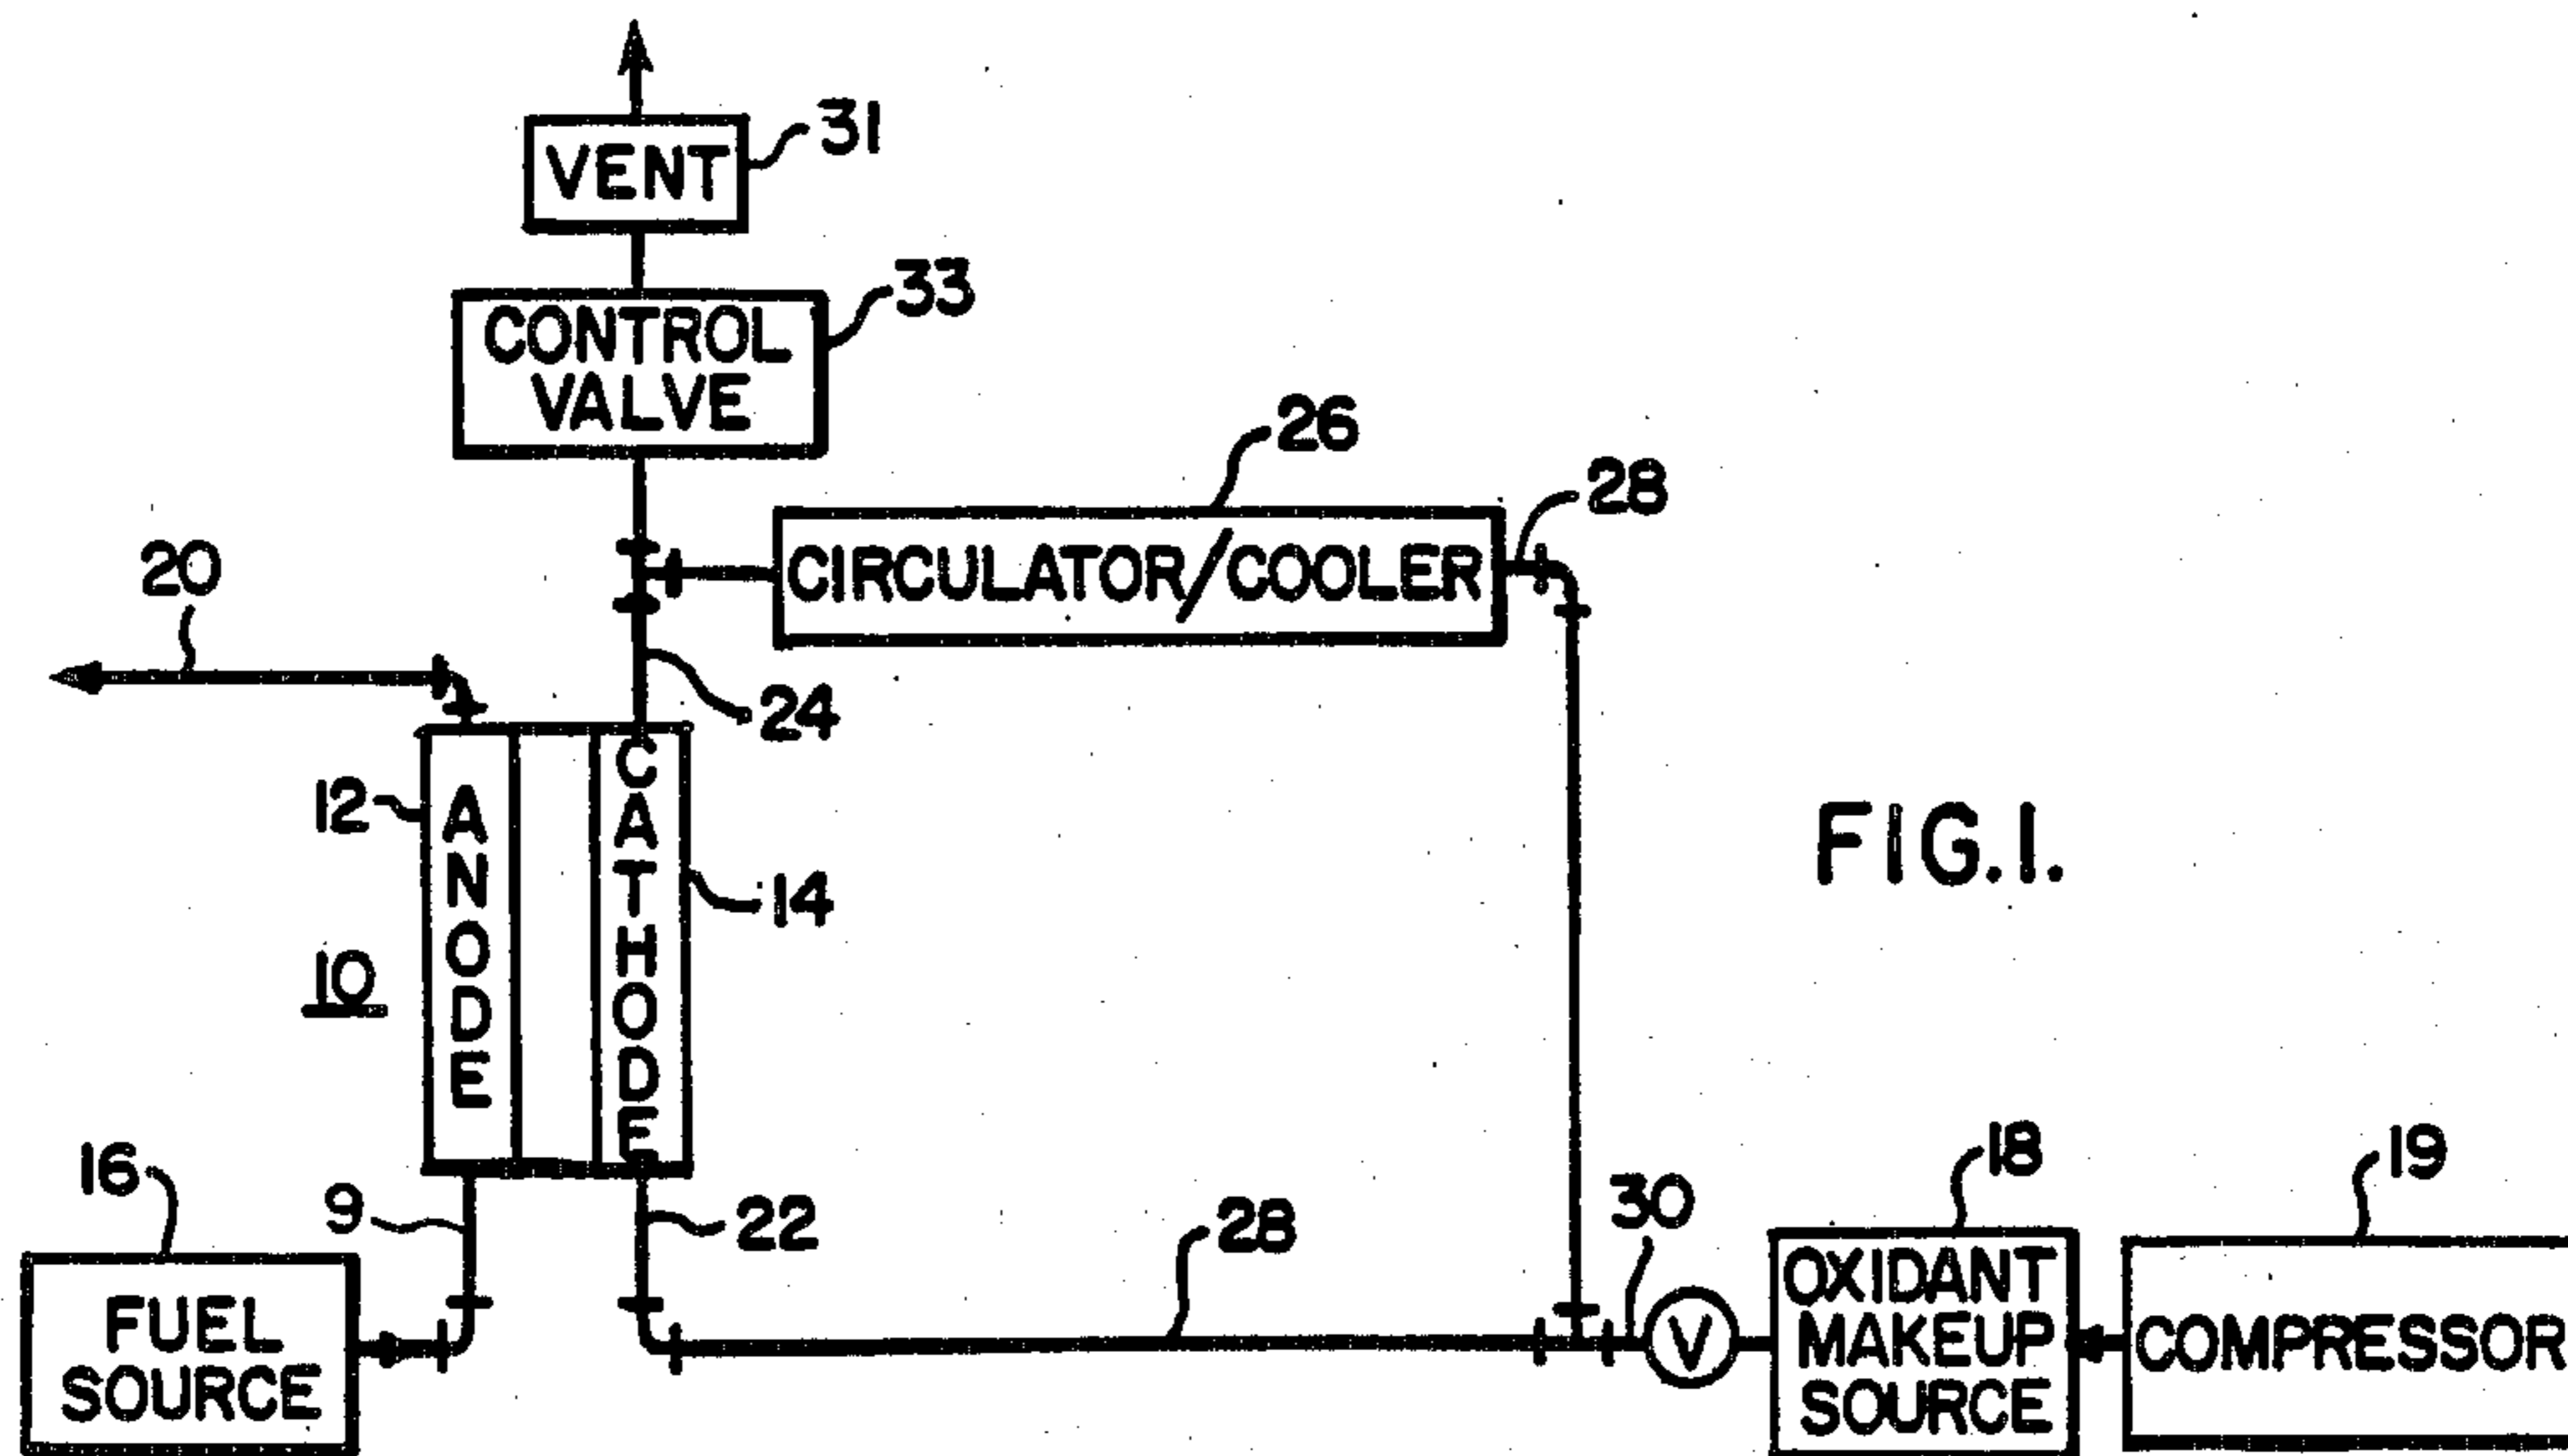 31
VENT
33
CONTROL
VALVE
26
28
CIRCULATOR/COOLER
20
24
12
ANODE
CATHODE
14
FIG.1.
10
16
9
22
28
30
18
19
FUEL
SOURCE
V
OXIDANT
MAKEUP
SOURCE
COMPRESSOR